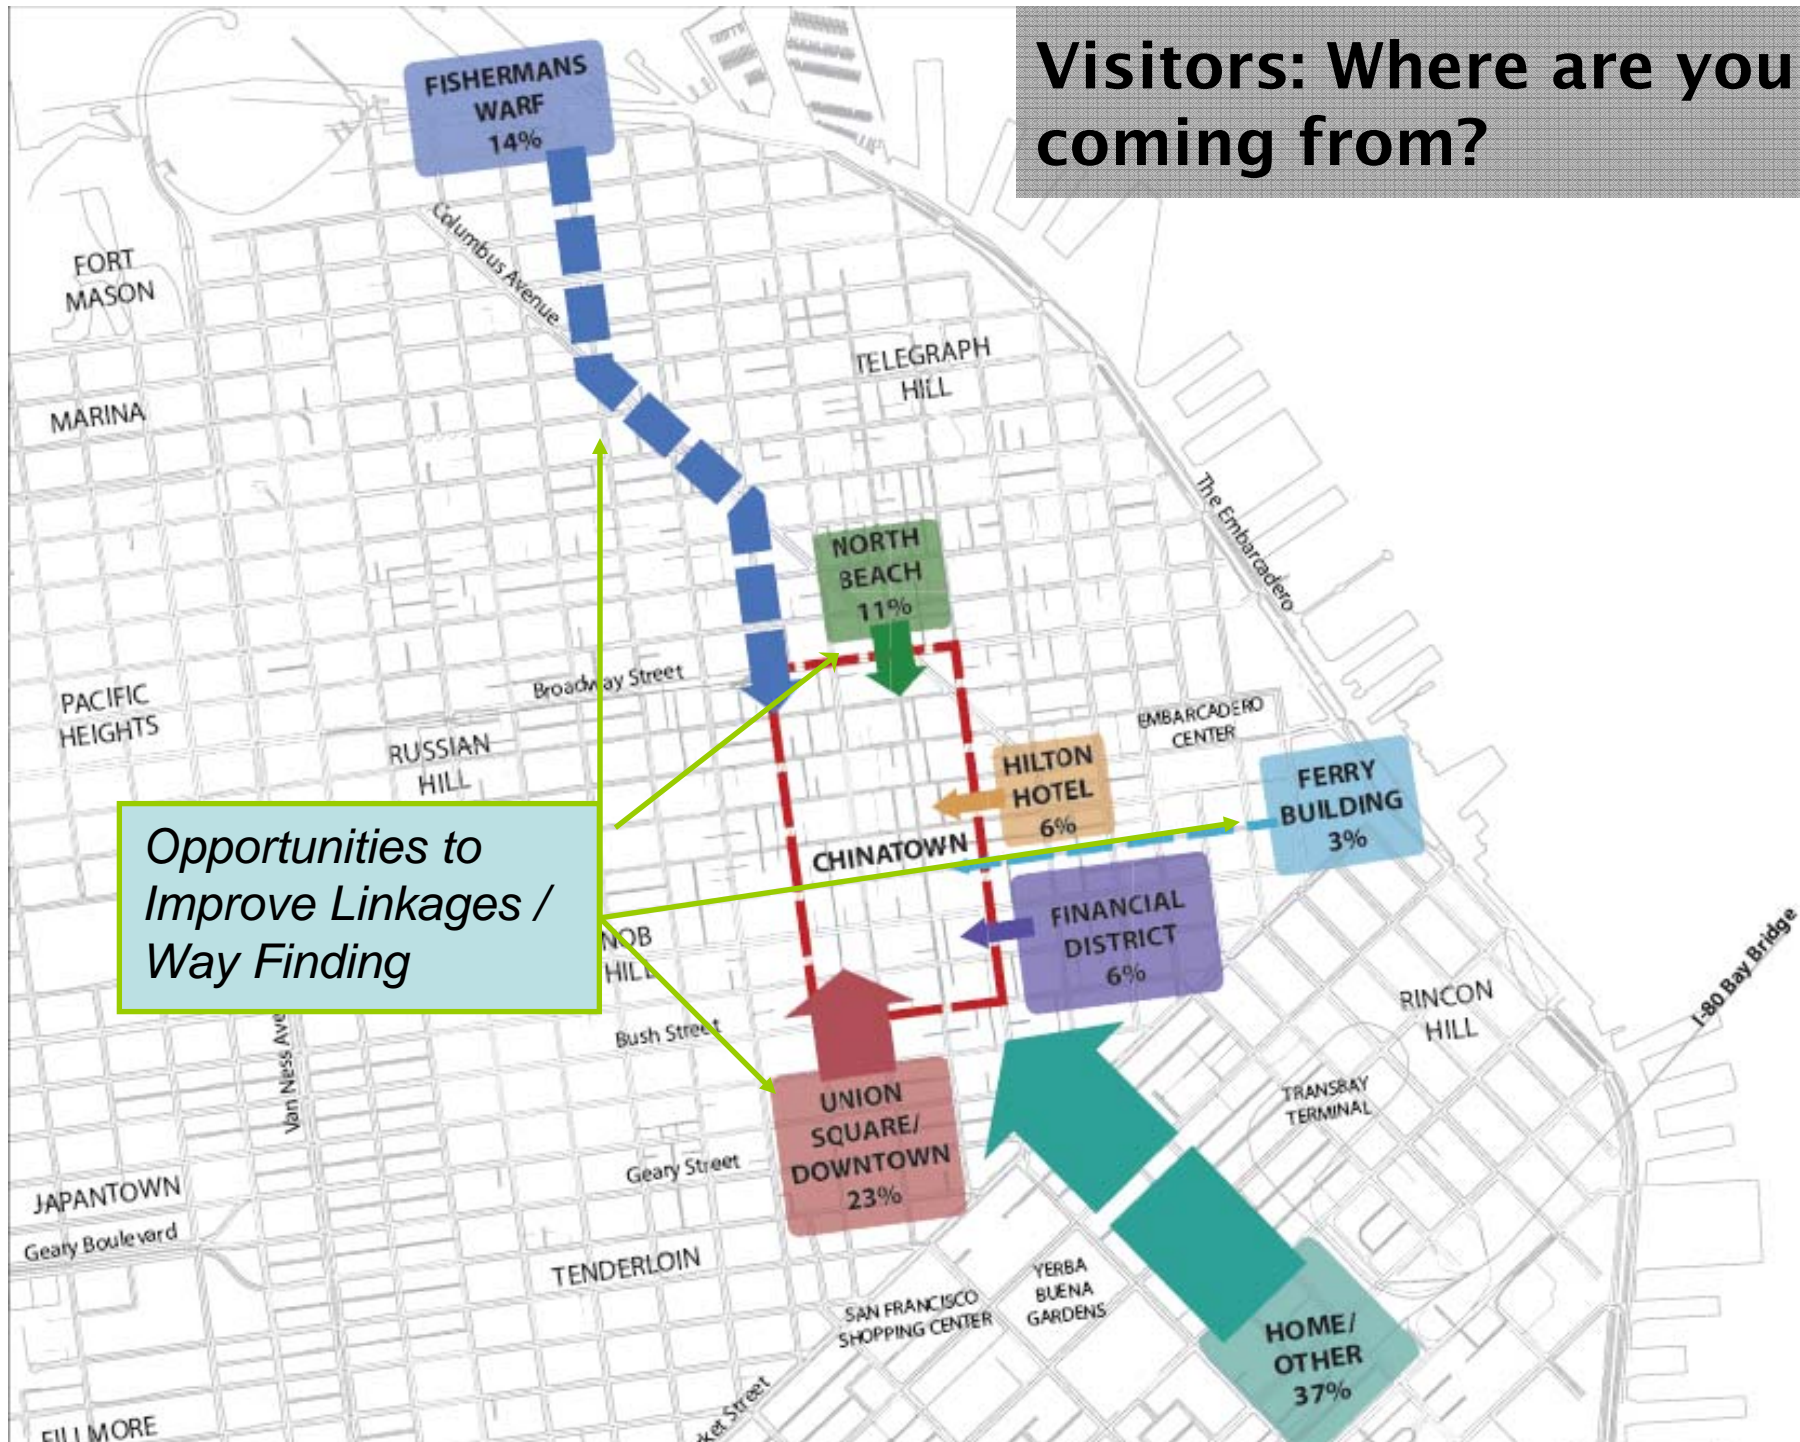 Visitors: Where are you
coming from?
FISHERMANS
WARF
14%
Columbus Avenue
FORT
MASON
TELEGRAPH
HILL
MARINA
The Embarcadero
NORTH
BEACH
11%
Broadway Street
PACIFIC
HEIGHTS
RUSSIAN
HILL
EMBARCADERO
CENTER
HILTON
HOTEL
6%
FERRY
BUILDING
3%
CHINATOWN
Opportunities to
Improve Linkages /
Way Finding
FINANCIAL
DISTRICT
6%
NOB
HILL
I-80 Bay Bridge
RINCON
HILL
Bush Street
Van Ness Ave
UNION
SQUARE/
DOWNTOWN
23%
TRANSBAY
TERMINAL
Geary Street
JAPANTOWN
Geary Boulevard
TENDERLOIN
YERBA
BUENA
GARDENS
SAN FRANCISCO
SHOPPING CENTER
HOME/
OTHER
37%
ket Street
FILLMORE